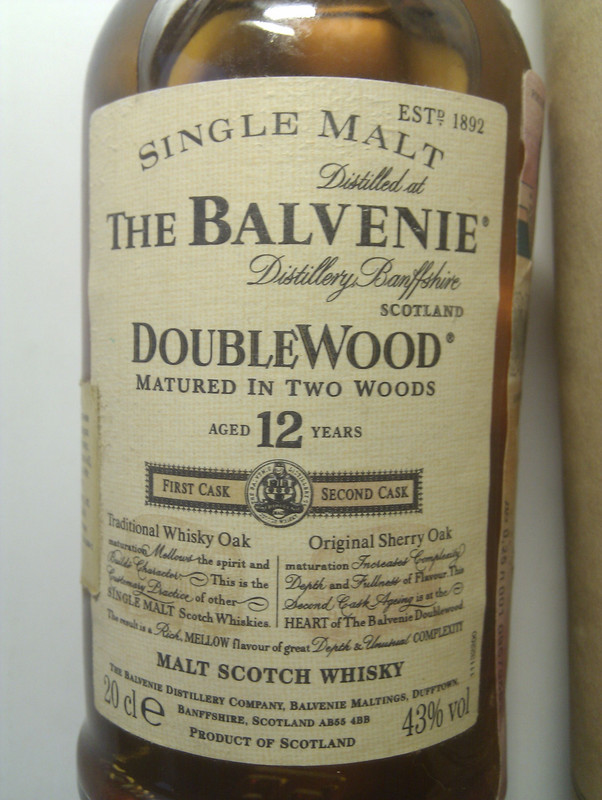 ESTD 1892
SINGLE MALT
Distilled at
THE BALVENIE®
Distillery, Banffshire
SCOTLAND
DOUBLEWOOD®
MATURED IN TWO WOODS
AGED 12 YEARS
FIRST CASK
SECOND CASK
Traditional Whisky Oak
maturation Mellows the spirit and
Builds Character This is the
Customary Practice of other
SINGLE MALT Scotch Whiskies.
Original Sherry Oak
maturation Increases Complexity
Depth and Fullness of Flavour. This
Second Cask Ageing is at the
HEART of The Balvenie Doublewood.
The result is a Rich, MELLOW flavour of great Depth & Unusual COMPLEXITY
MALT SCOTCH WHISKY
THE BALVENIE DISTILLERY COMPANY, BALVENIE MALTINGS, DUFFTOWN,
BANFFSHIRE, SCOTLAND AB55 4BB
20 cl e
43% vol
PRODUCT OF SCOTLAND